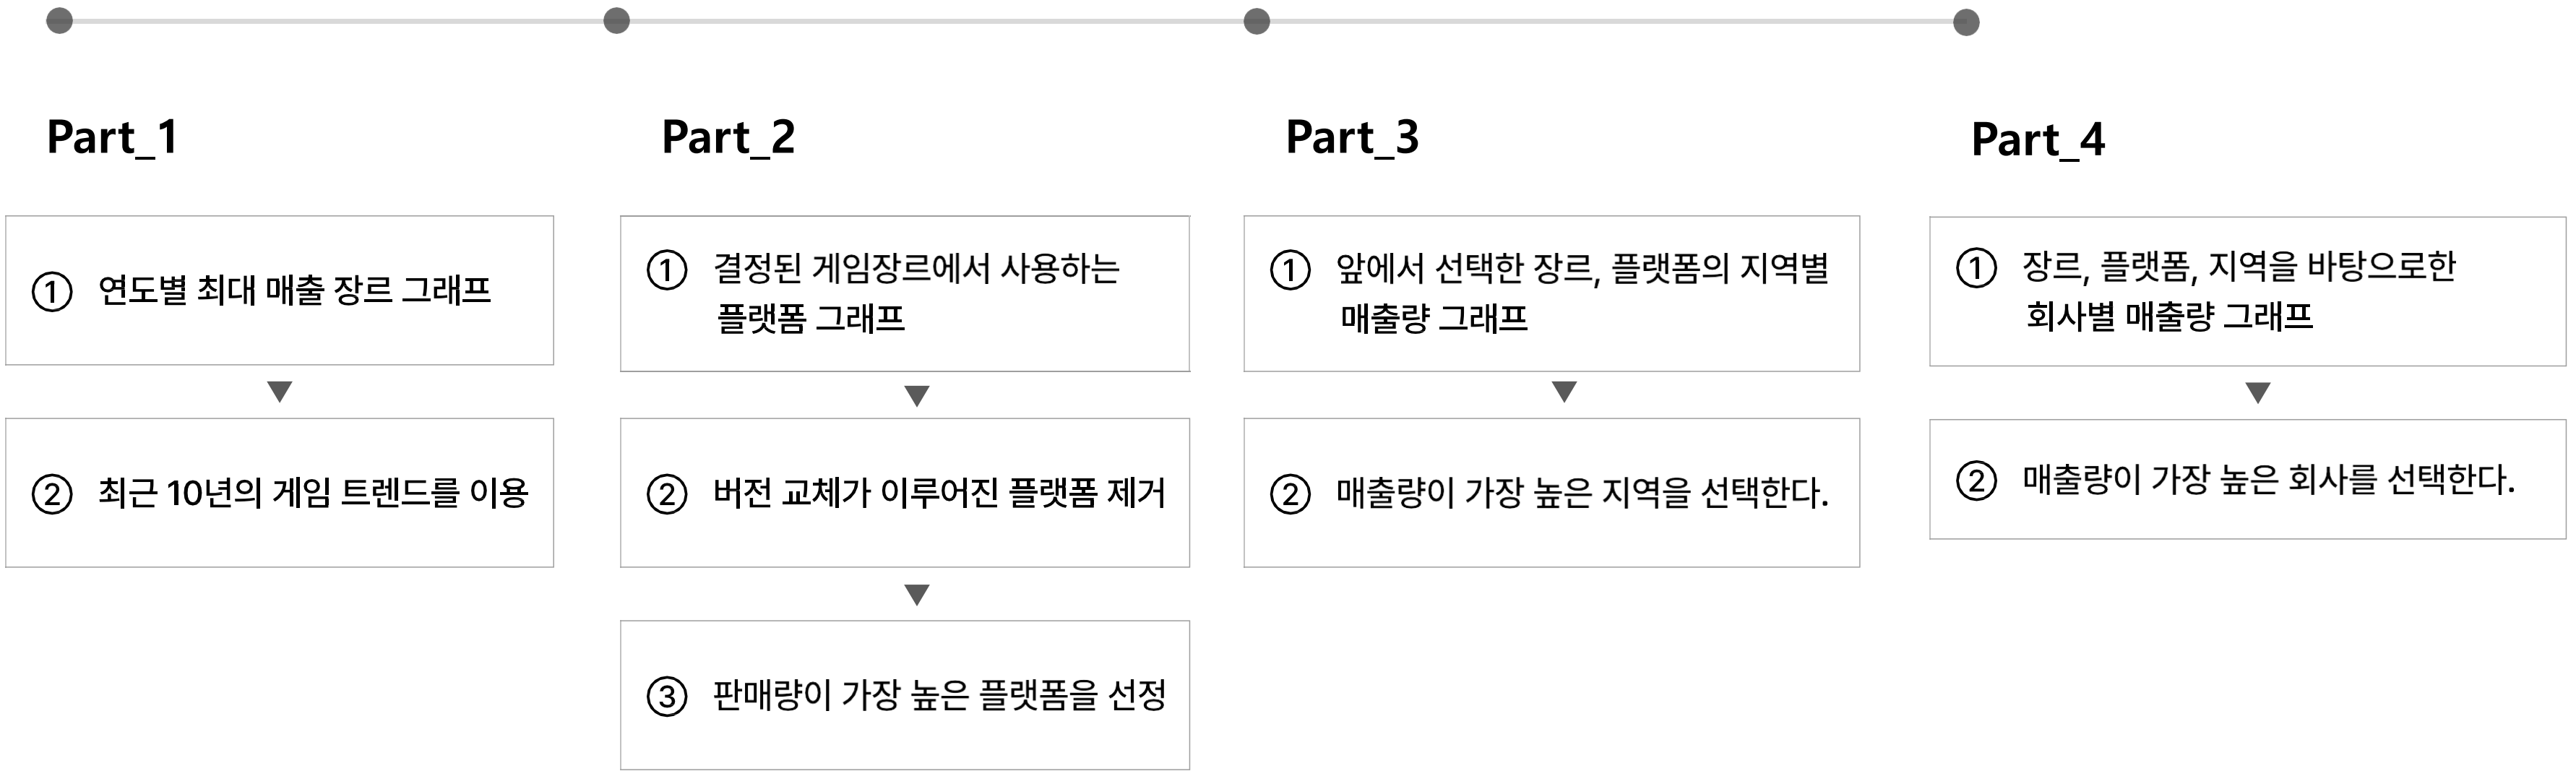 Part_1
① 연도별 최대 매출 장르 그래프
② 최근 10년의 게임 트렌드를 이용
Part_2
① 결정된 게임장르에서 사용하는
플랫폼 그래프
② 버전 교체가 이루어진 플랫폼 제거
③ 판매량이 가장 높은 플랫폼을 선정
Part_3
① 앞에서 선택한 장르, 플랫폼의 지역별
매출량 그래프
② 매출량이 가장 높은 지역을 선택한다.
Part_4
① 장르, 플랫폼, 지역을 바탕으로한
회사별 매출량 그래프
② 매출량이 가장 높은 회사를 선택한다.